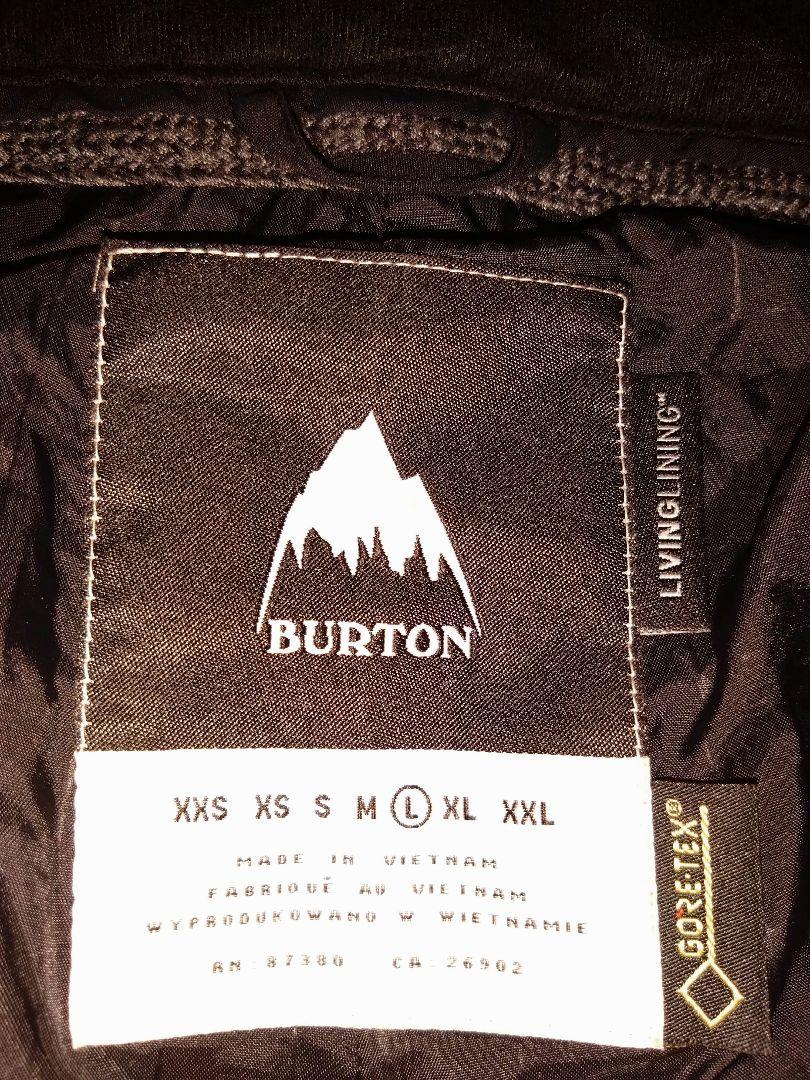 BURTON
LIVINGLINING™
XXS XS S M L XL XXL
MADE IN VIETNAM
FABRIQUÉ AU VIETNAM
WYPRODUKOWANO W WIETNAMIE
RN: 87380 CA: 26902
GORE-TEX®